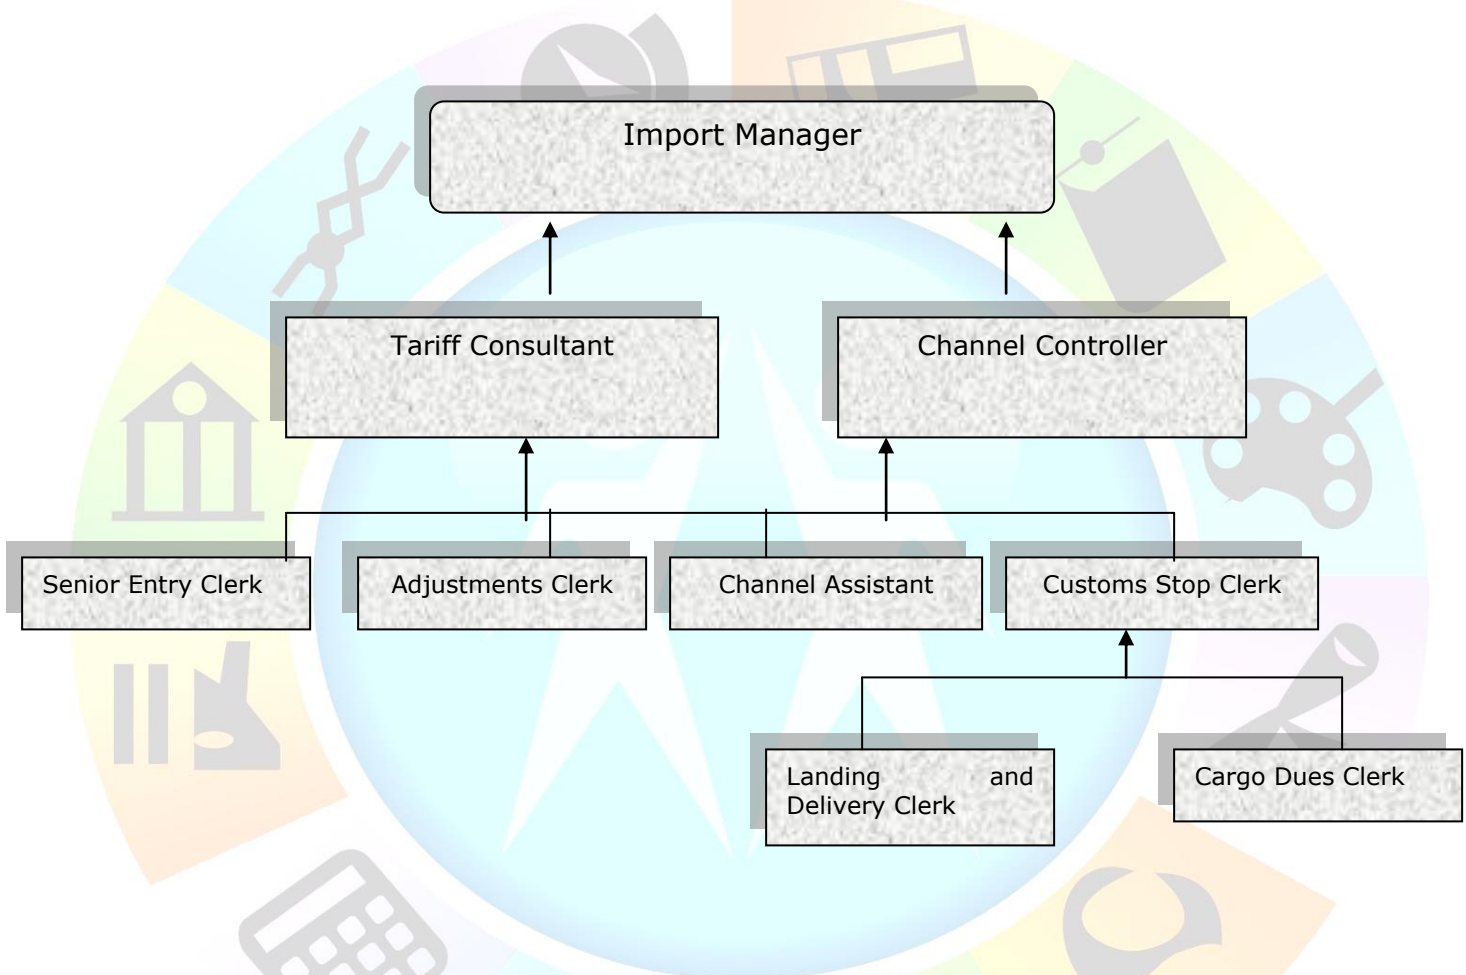 Import Manager
Tariff Consultant
Channel Controller
Senior Entry Clerk
Adjustments Clerk
Channel Assistant
Customs Stop Clerk
Landing and
Delivery Clerk
Cargo Dues Clerk